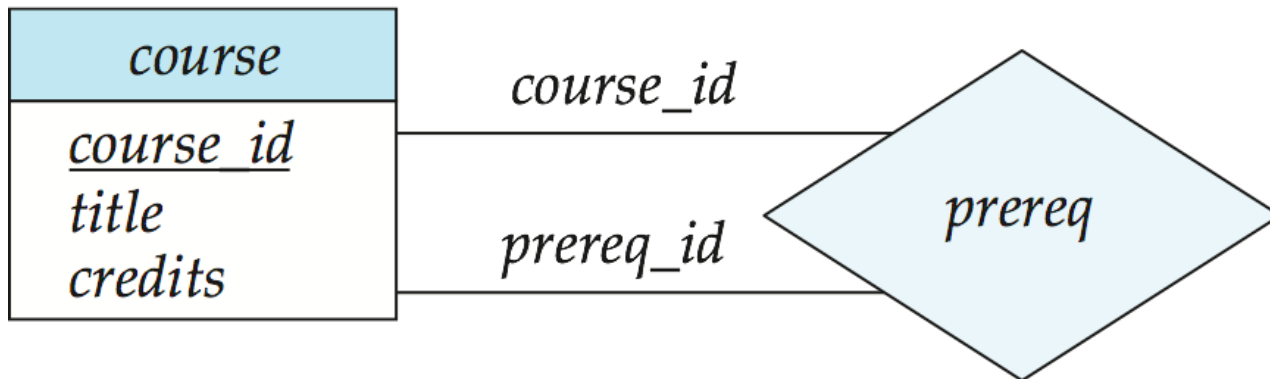 course
course_id
title
credits
course_id
prereq_id
prereq